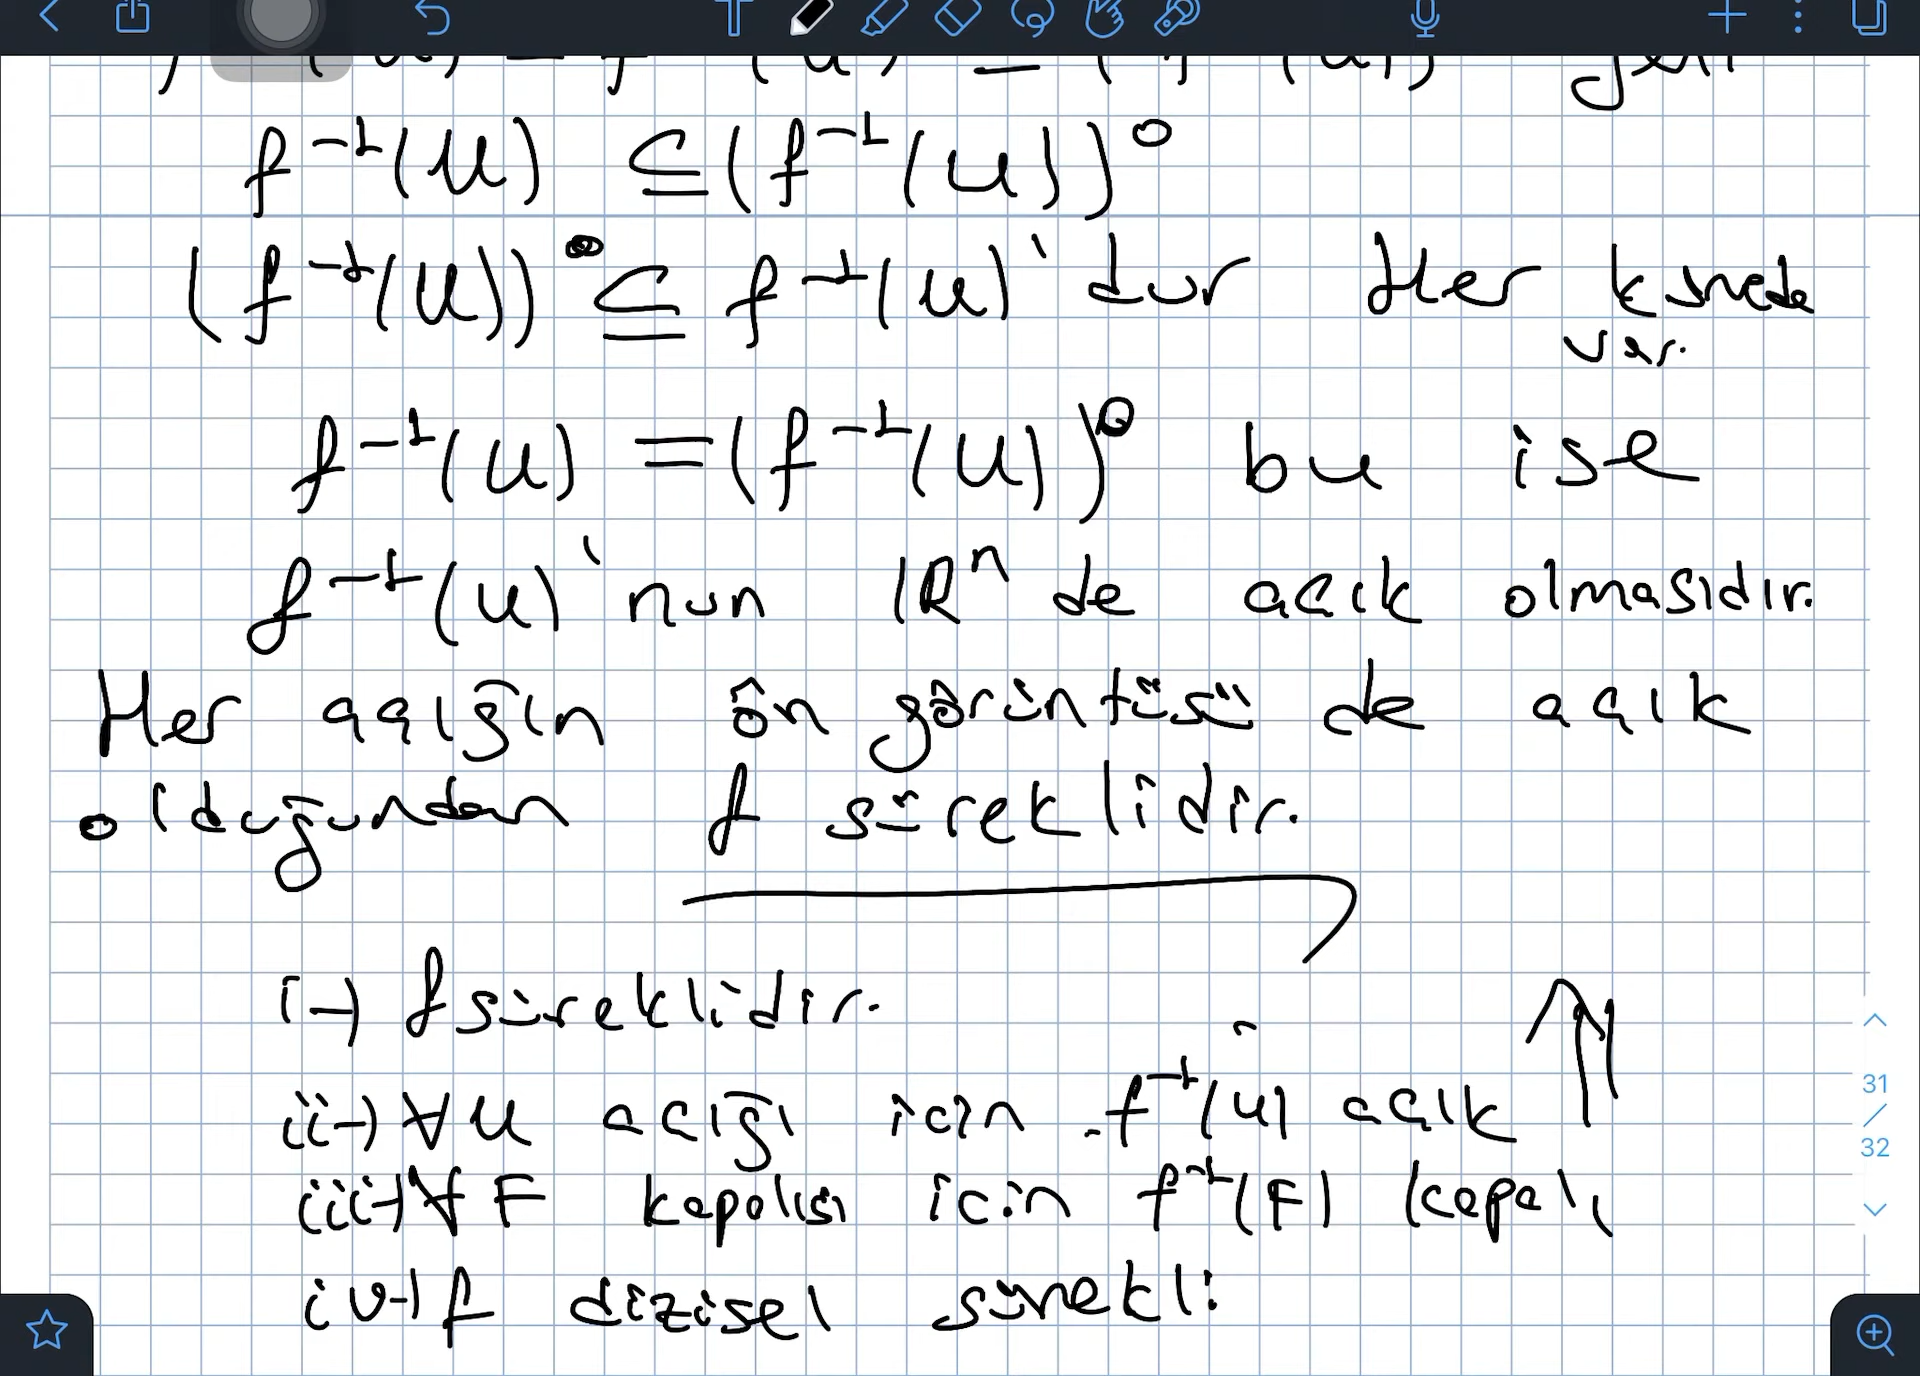 f⁻¹(U) ⊆ (f⁻¹(U))°
(f⁻¹(U))° ⊆ f⁻¹(U)'dur Her kümede
var.
f⁻¹(U) = (f⁻¹(U))° bu ise
f⁻¹(U)'nun ℝⁿ de açık olmasıdır.
Her açığın ön görüntüsü de açık
olduğundan f süreklidir.
i-) f süreklidir.
ii-) ∀U açığı için f⁻¹(U) açık
iii-) ∀F kapalısı için f⁻¹(F) kapalı
iv-) f dizisel sürekli
31
/
32